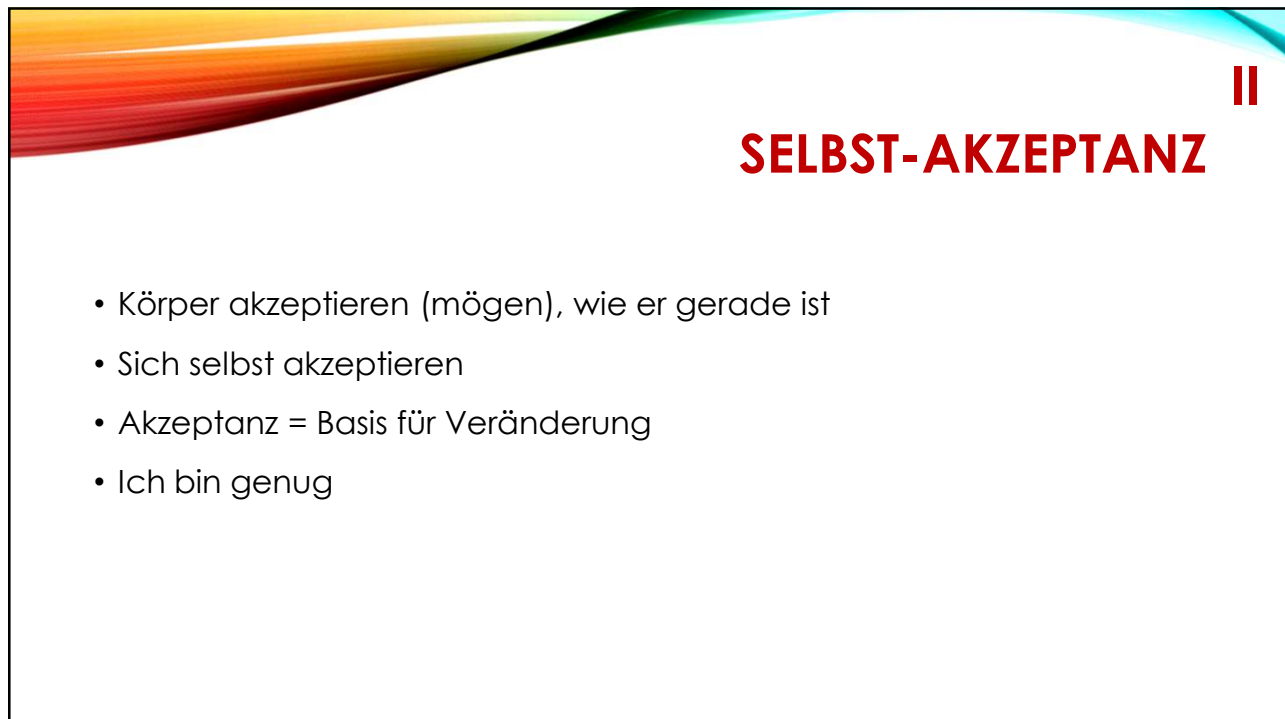 II
SELBST-AKZEPTANZ
• Körper akzeptieren (mögen), wie er gerade ist
• Sich selbst akzeptieren
• Akzeptanz = Basis für Veränderung
• Ich bin genug